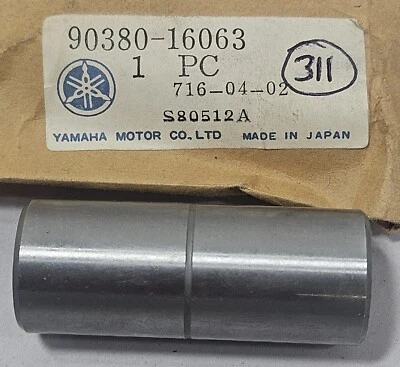 90380-16063
1 PC
311
716-04-02
S80512A
YAMAHA MOTOR CO., LTD MADE IN JAPAN